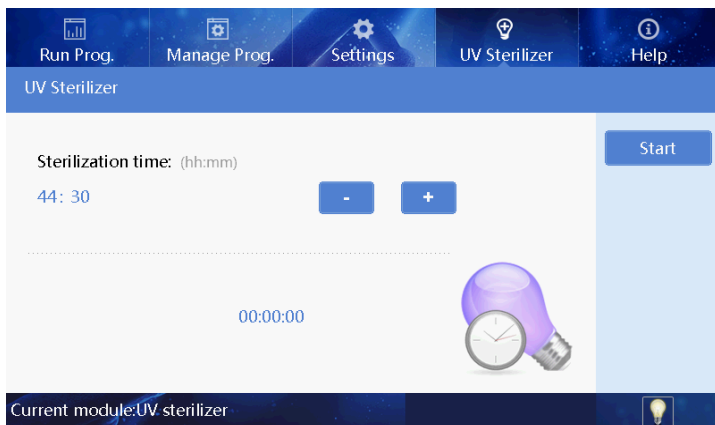 Run Prog. Manage Prog. Settings UV Sterilizer Help
UV Sterilizer
Sterilization time: (hh:mm)
Start
44: 30 - +
00:00:00
Current module:UV sterilizer